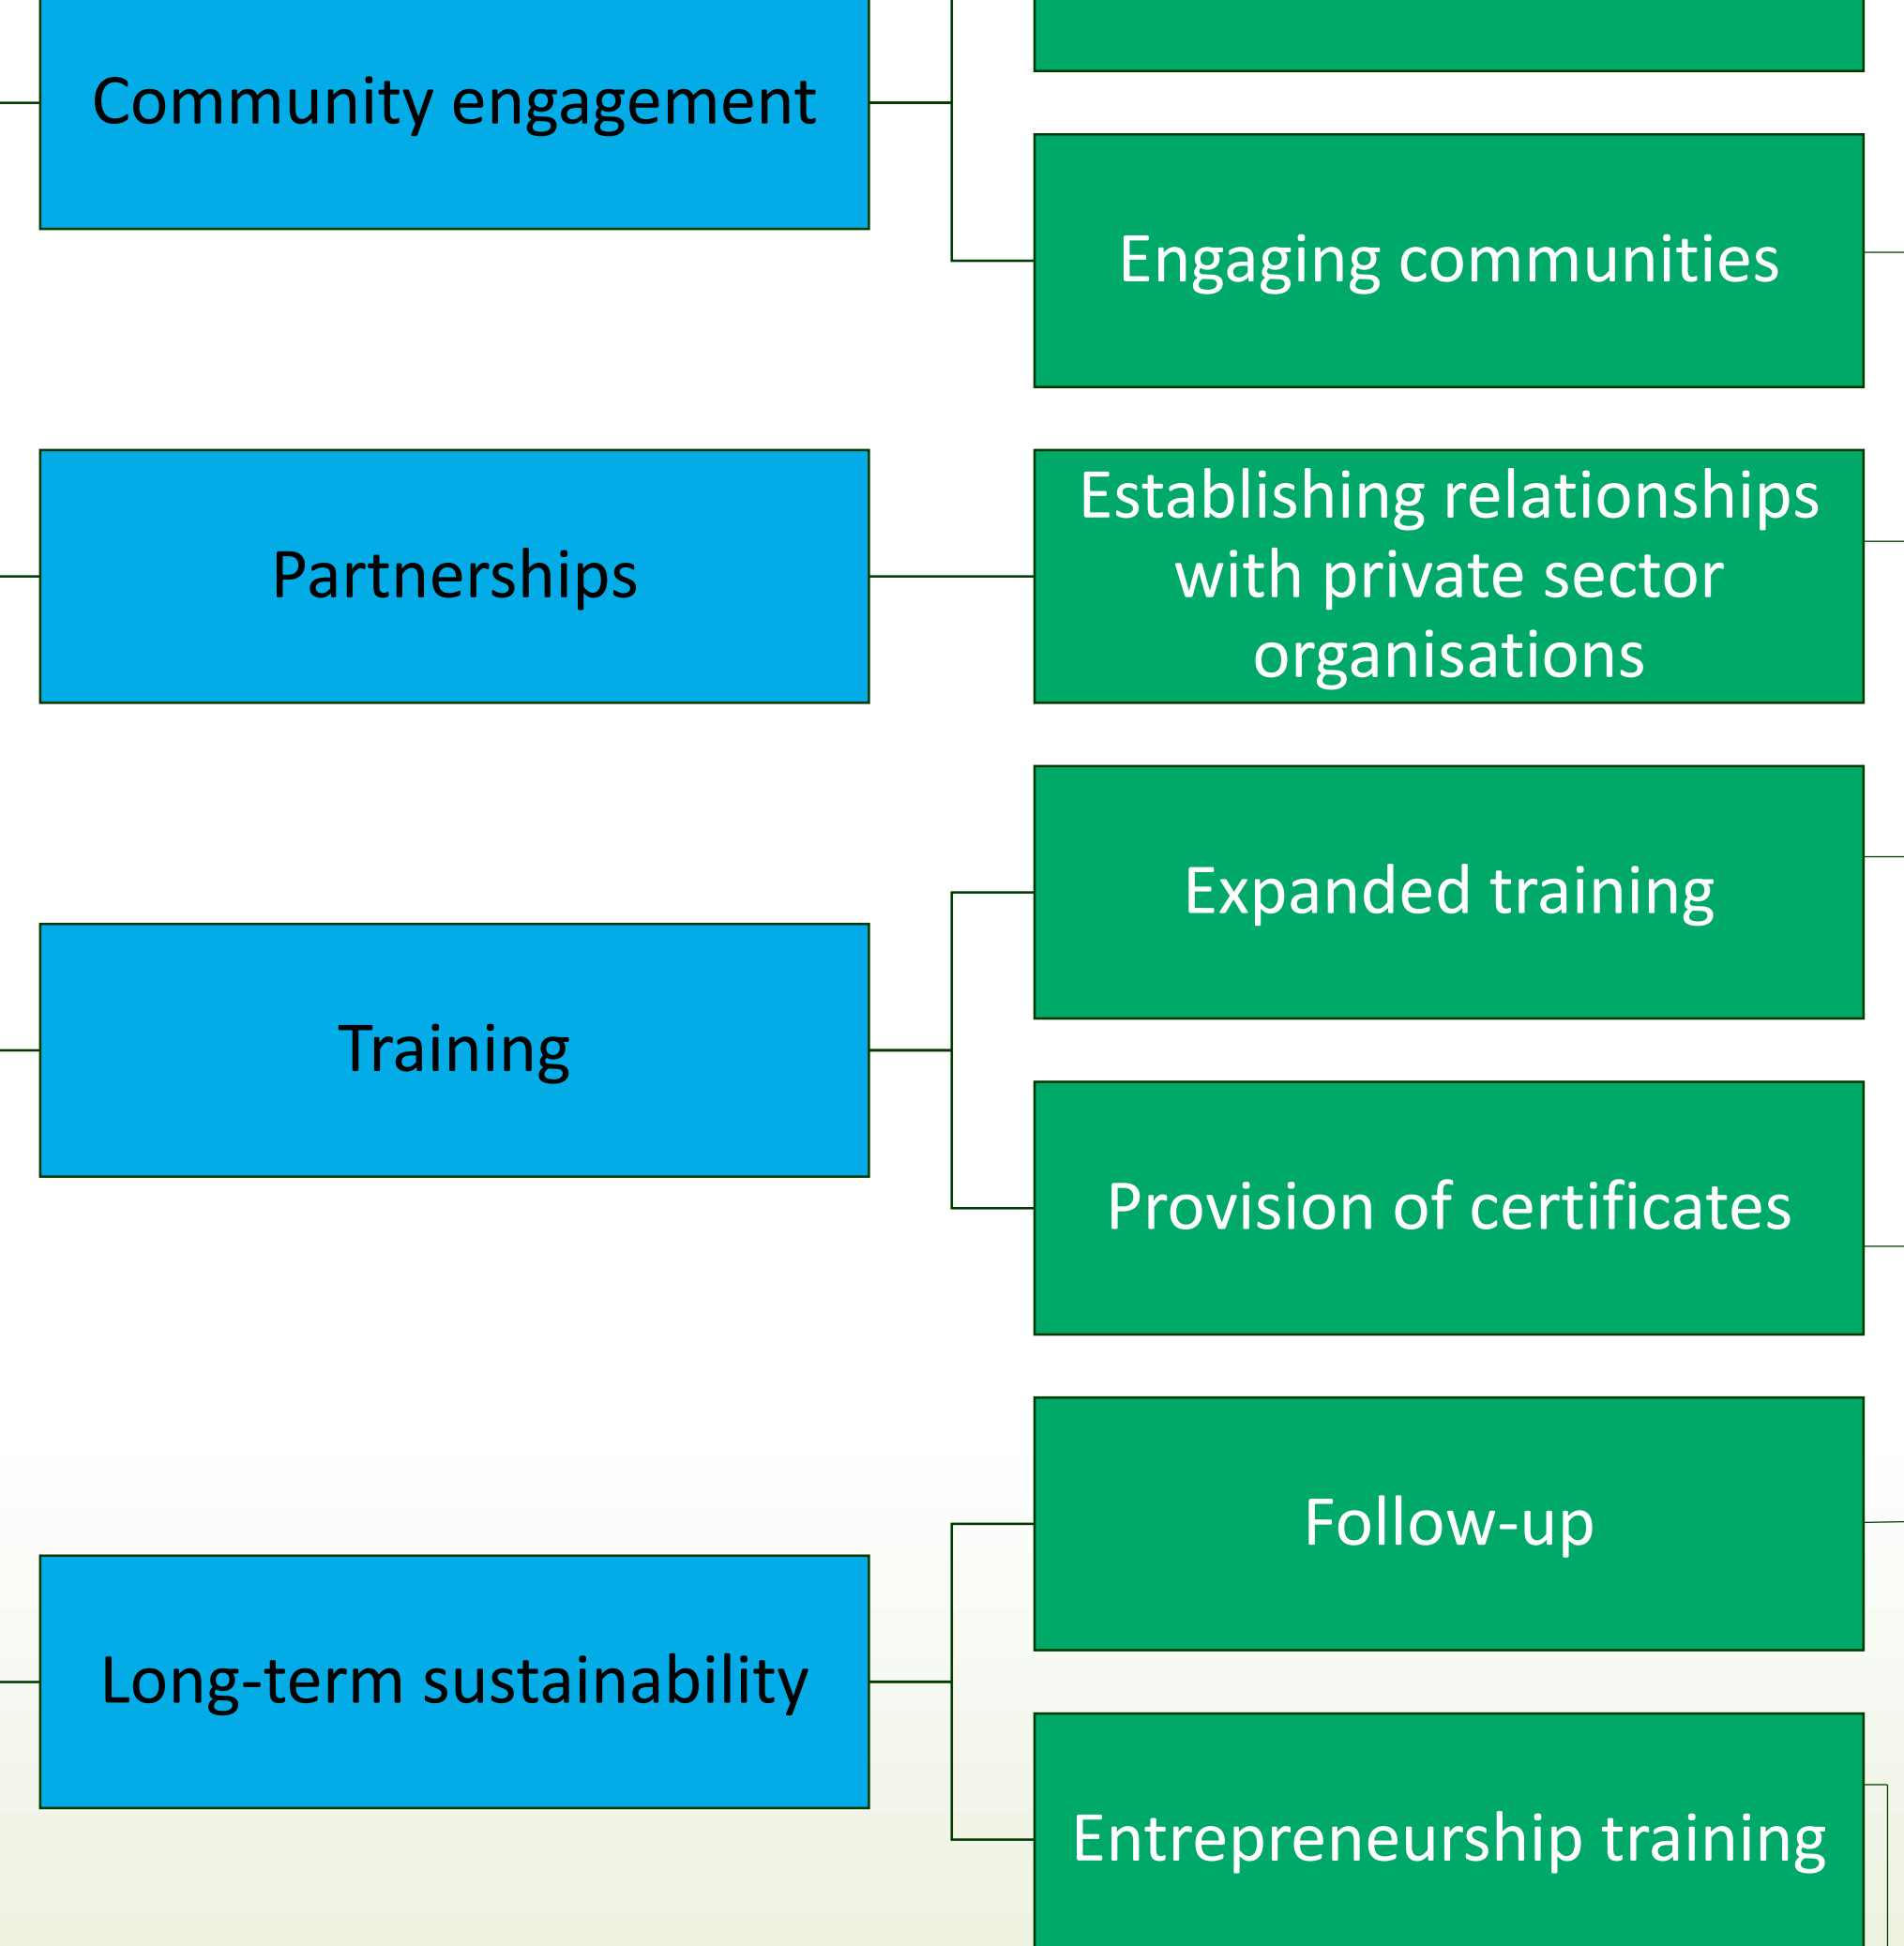 Community engagement
Engaging communities
Partnerships
Establishing relationships
with private sector
organisations
Training
Expanded training
Provision of certificates
Long-term sustainability
Follow-up
Entrepreneurship training